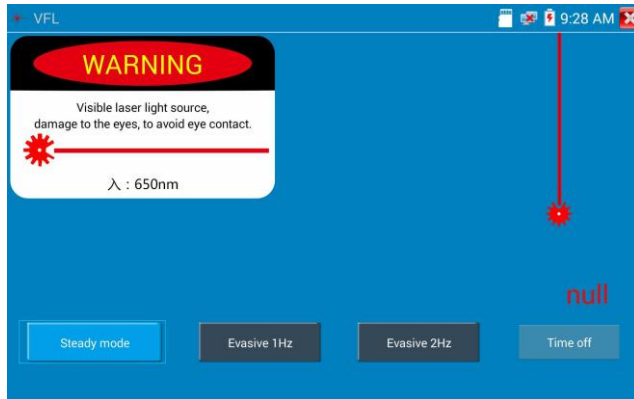 VFL
9:28 AM
WARNING
Visible laser light source,
damage to the eyes, to avoid eye contact.
入 : 650nm
null
Steady mode
Evasive 1Hz
Evasive 2Hz
Time off